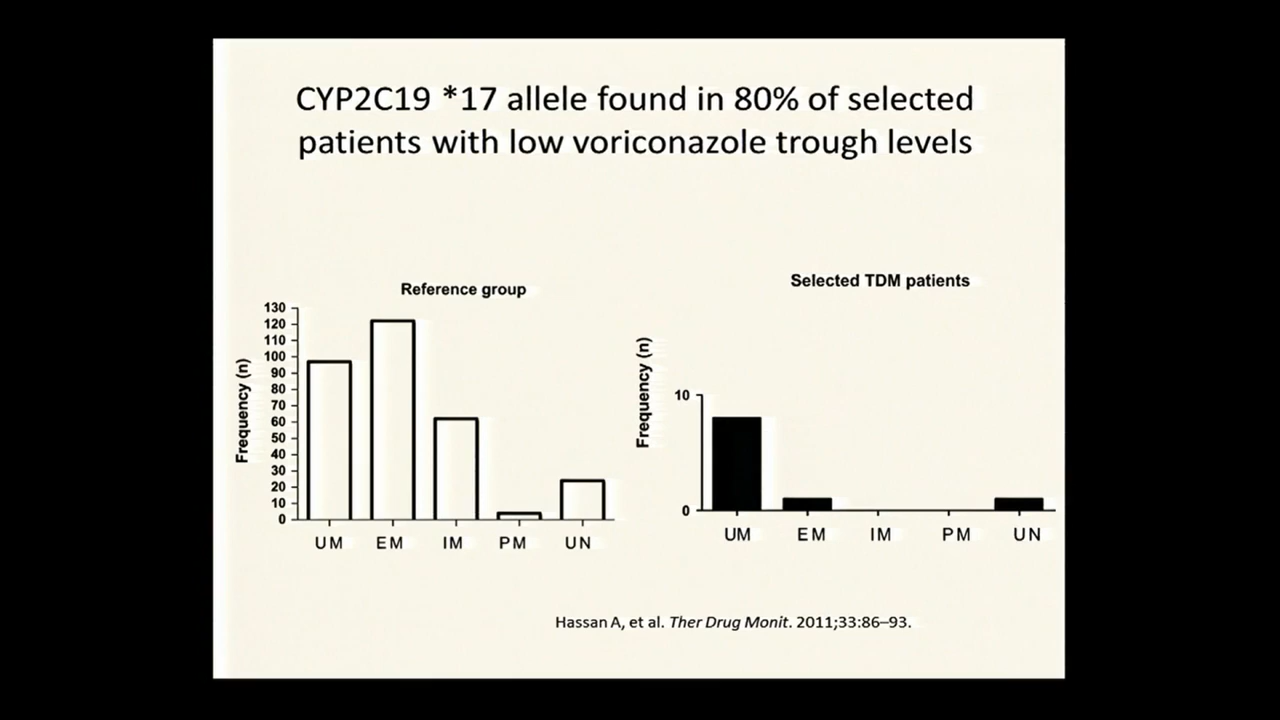 CYP2C19 *17 allele found in 80% of selected
patients with low voriconazole trough levels
Reference group
Frequency (n)
130
120
110
100
90
80
70
60
50
40
30
20
10
0
UM EM IM PM UN
Selected TDM patients
Frequency (n)
10
0
UM EM IM PM UN
Hassan A, et al. Ther Drug Monit. 2011;33:86–93.